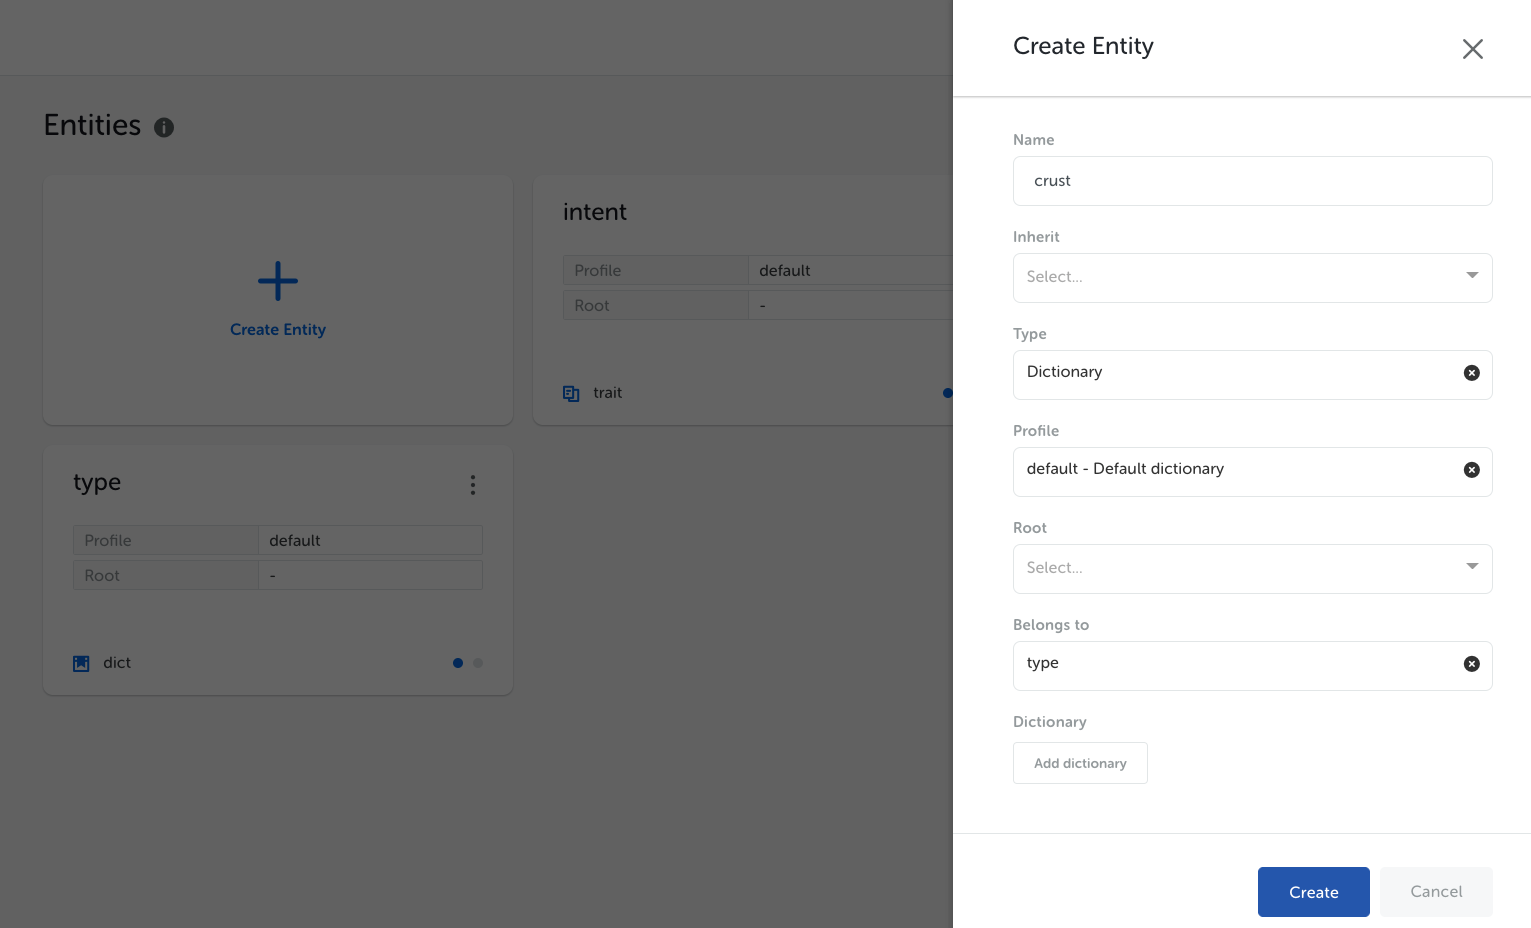 Entities
Create Entity
intent
Profile default
Root -
trait
type
Profile default
Root -
dict
Create Entity
Name
crust
Inherit
Select...
Type
Dictionary
Profile
default - Default dictionary
Root
Select...
Belongs to
type
Dictionary
Add dictionary
Create Cancel